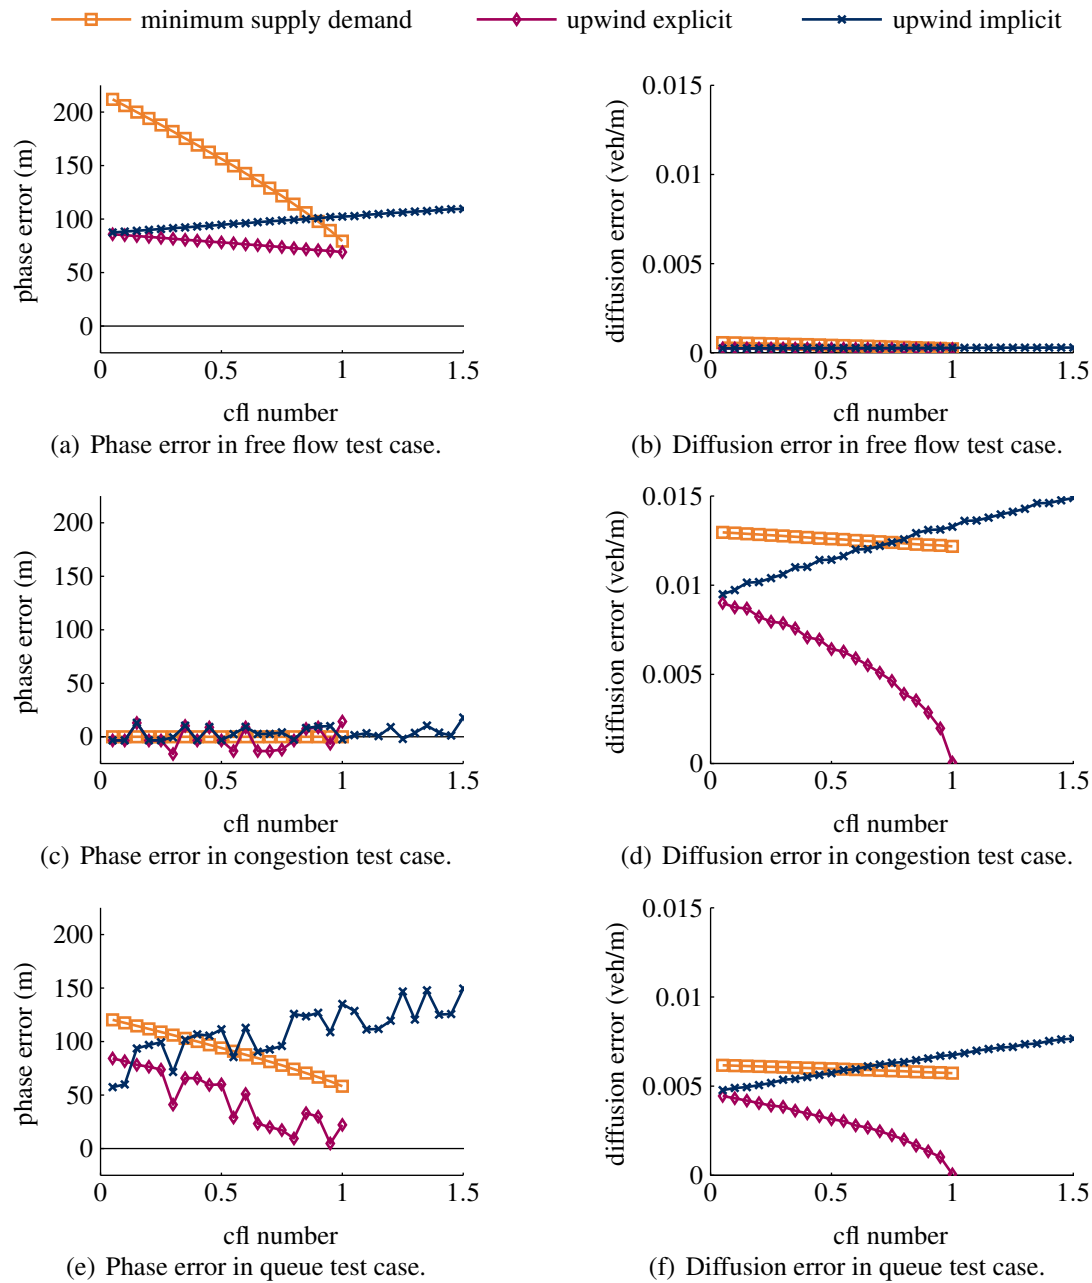 minimum supply demand upwind explicit upwind implicit
200
150
100
50
0
phase error (m)
0 0.5 1 1.5
cfl number
(a) Phase error in free flow test case.
0.015
0.01
0.005
0
diffusion error (veh/m)
0 0.5 1 1.5
cfl number
(b) Diffusion error in free flow test case.
200
150
100
50
0
phase error (m)
0 0.5 1 1.5
cfl number
(c) Phase error in congestion test case.
0.015
0.01
0.005
0
diffusion error (veh/m)
0 0.5 1 1.5
cfl number
(d) Diffusion error in congestion test case.
200
150
100
50
0
phase error (m)
0 0.5 1 1.5
cfl number
(e) Phase error in queue test case.
0.015
0.01
0.005
0
diffusion error (veh/m)
0 0.5 1 1.5
cfl number
(f) Diffusion error in queue test case.